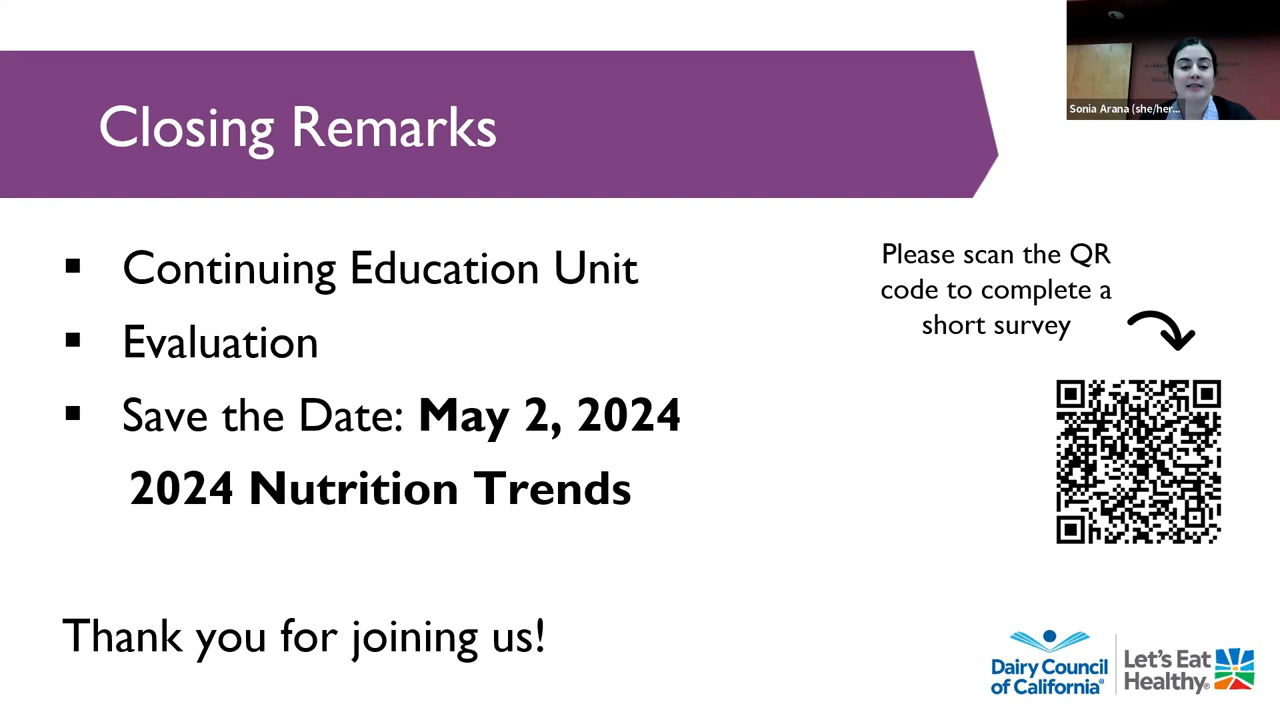 Closing Remarks
Sonia Arana (she/her...
▪ Continuing Education Unit
▪ Evaluation
▪ Save the Date: May 2, 2024
2024 Nutrition Trends
Please scan the QR
code to complete a
short survey
Thank you for joining us!
Dairy Council
of California®
Let's Eat
Healthy®